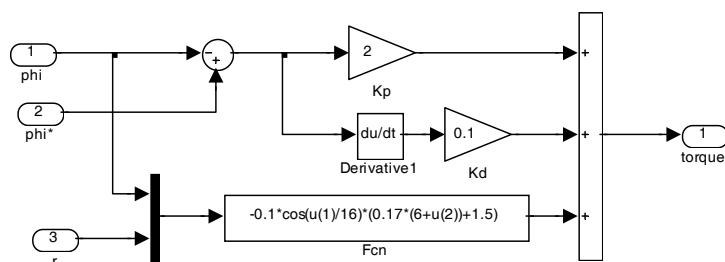 1
phi
2
phi*
3
r
-
+
2
Kp
du/dt
Derivative1
0.1
Kd
-0.1*cos(u(1)/16)*(0.17*(6+u(2))+1.5)
Fcn
+
+
+
1
torque